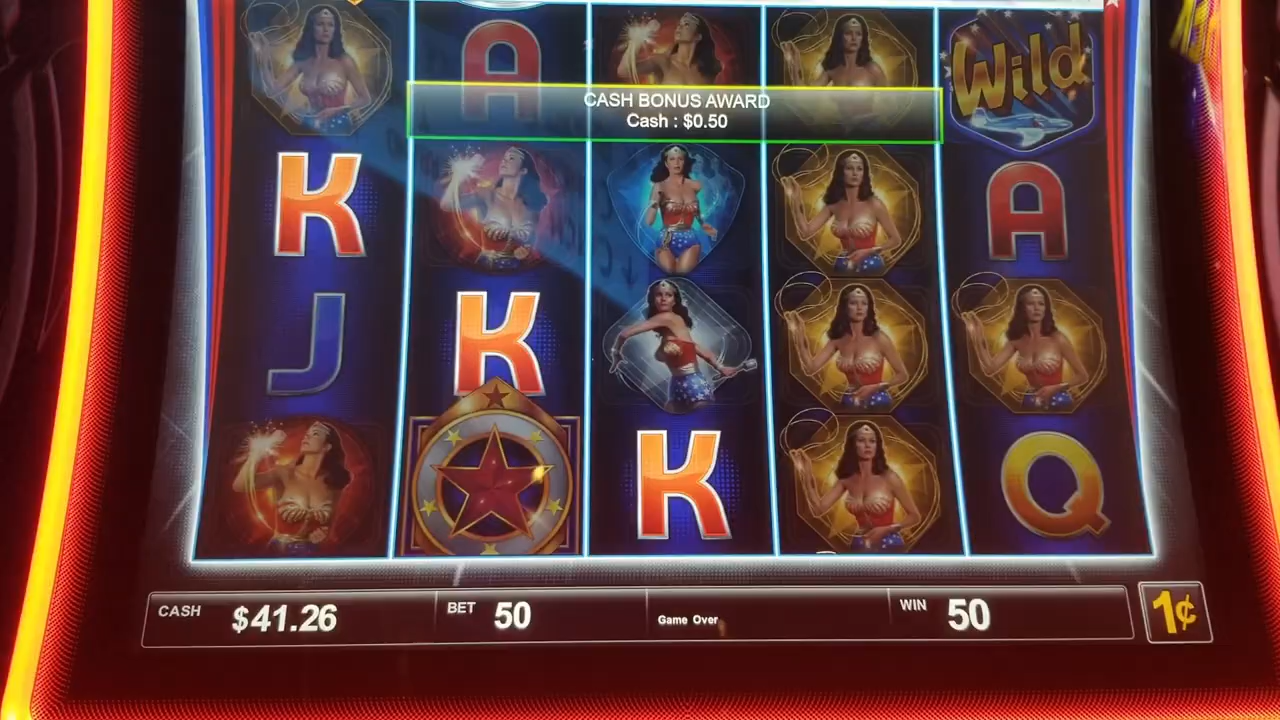 A
Wild
CASH BONUS AWARD
Cash : $0.50
K
A
J
K
K
Q
CASH $41.26 BET 50 Game Over WIN 50 1¢